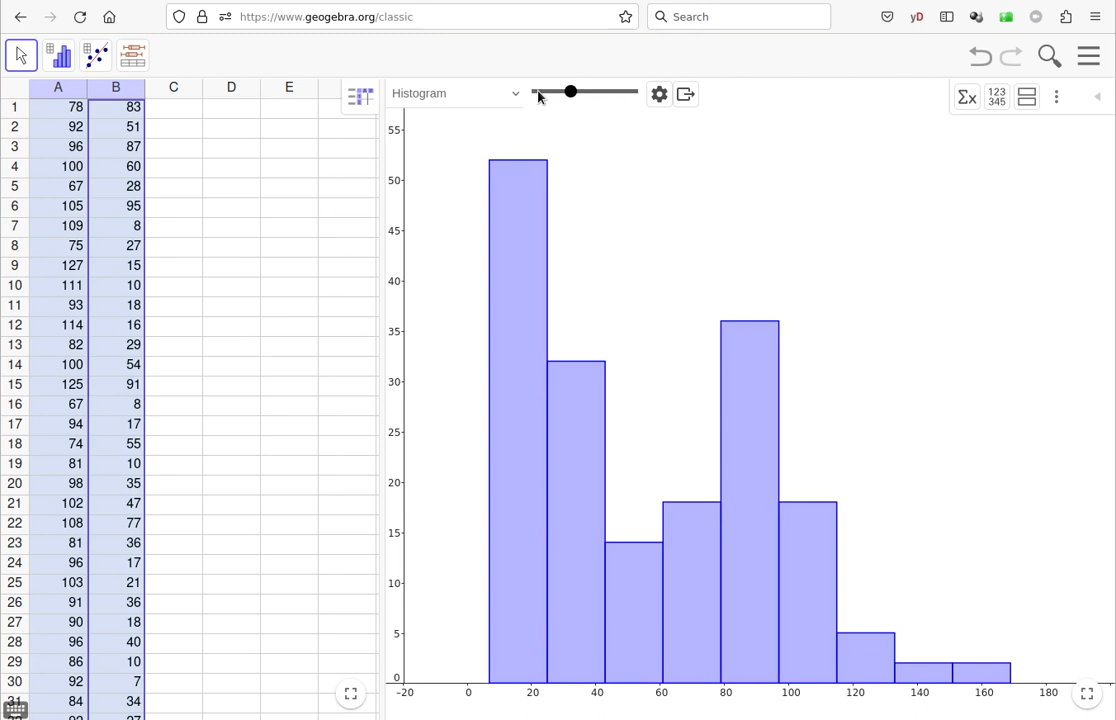 https://www.geogebra.org/classic
Search
yD
A B C D E
Histogram
Σx
123
345
1 78 83
2 92 51
3 96 87
4 100 60
5 67 28
6 105 95
7 109 8
8 75 27
9 127 15
10 111 10
11 93 18
12 114 16
13 82 29
14 100 54
15 125 91
16 67 8
17 94 17
18 74 55
19 81 10
20 98 35
21 102 47
22 108 77
23 81 36
24 96 17
25 103 21
26 91 36
27 90 18
28 96 40
29 86 10
30 92 7
31 84 34
55
50
45
40
35
30
25
20
15
10
5
0
-20 0 20 40 60 80 100 120 140 160 180